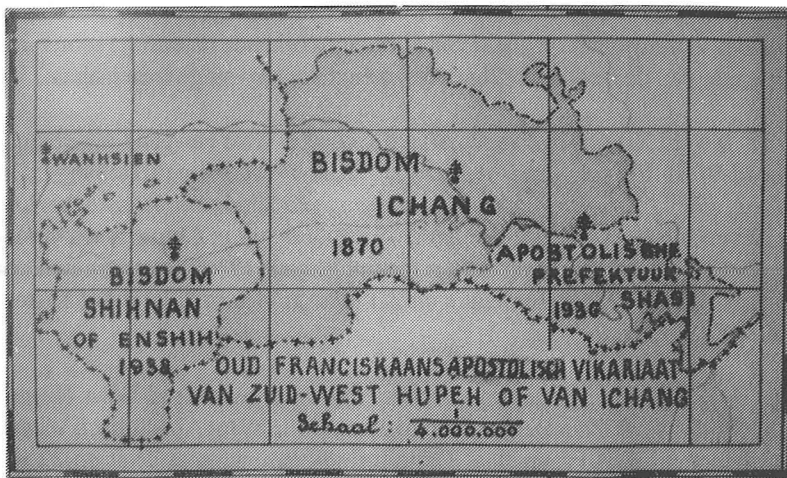 WANHSIEN
BISDOM
ICHANG
1870
BISDOM
SHIHNAN
OF ENSHIH
1938
APOSTOLISCHE
PREFEKTUUR
SHASI
1936
OUD FRANCISKAANS APOSTOLISCH VIKARIAAT
VAN ZUID-WEST HUPEH OF VAN ICHANG
Schaal: 1
4.000.000